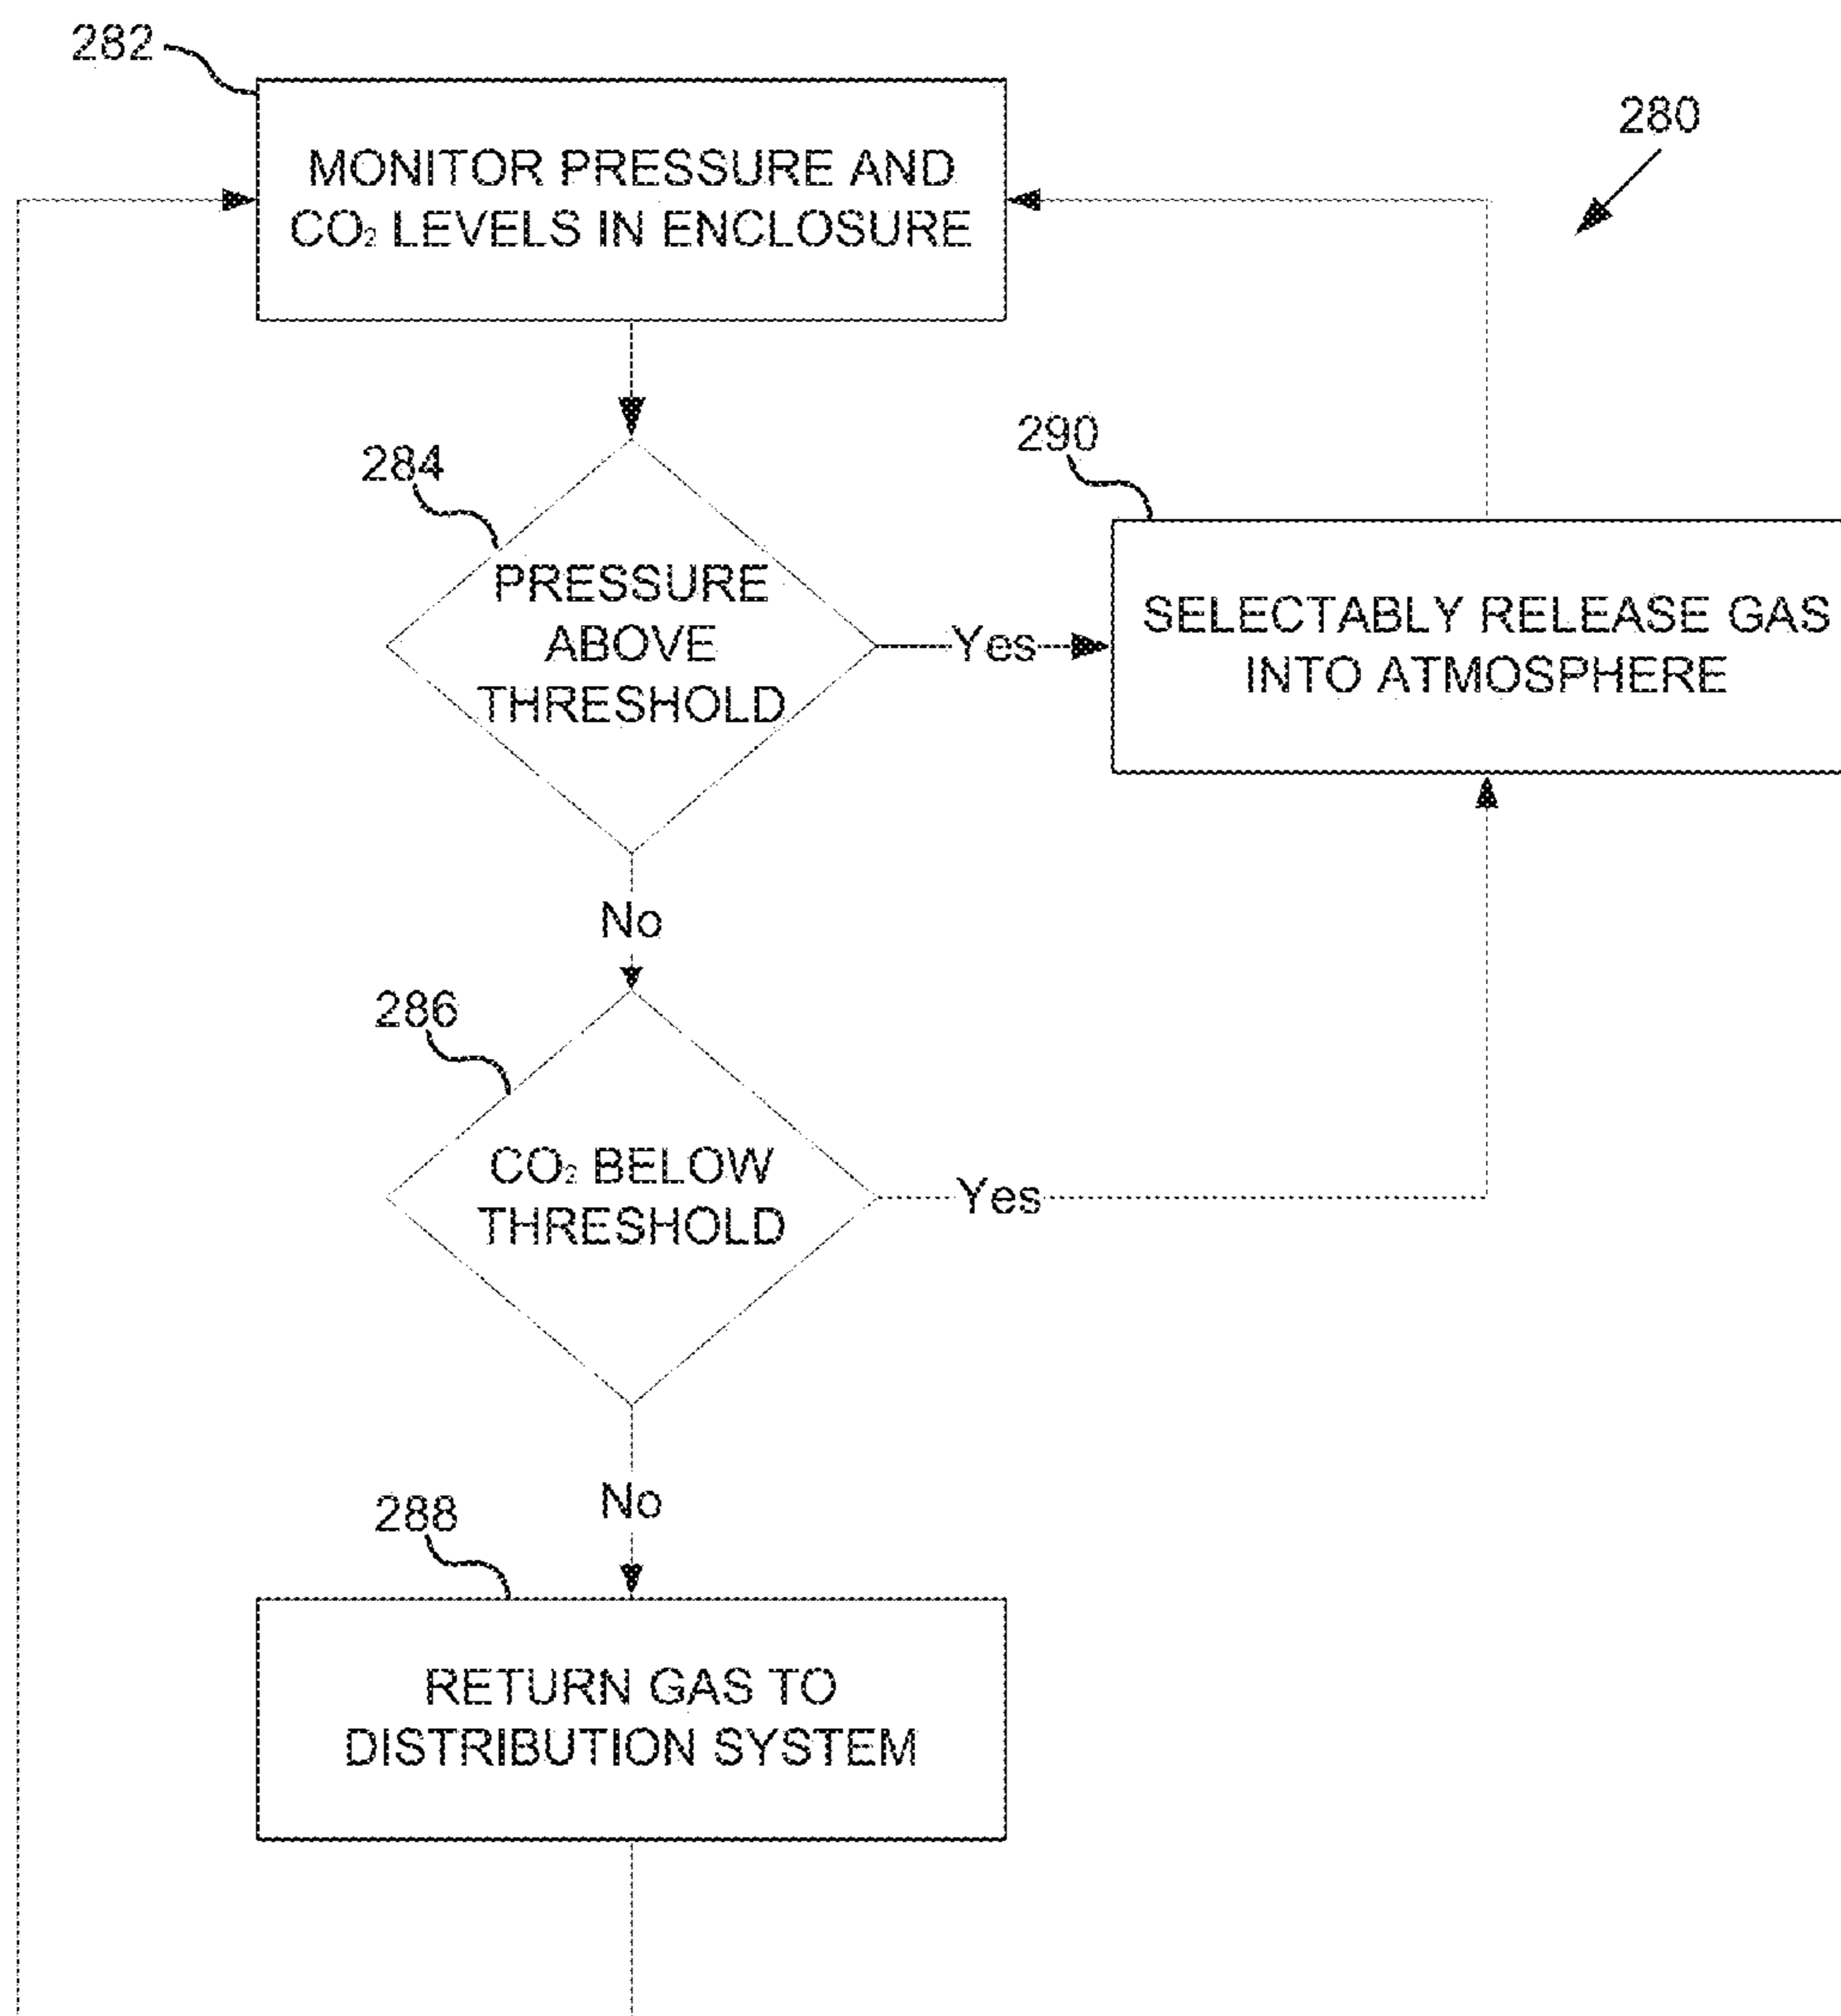 282
280
MONITOR PRESSURE AND
CO₂ LEVELS IN ENCLOSURE
284
290
PRESSURE
ABOVE
THRESHOLD
Yes
SELECTABLY RELEASE GAS
INTO ATMOSPHERE
No
286
CO₂ BELOW
THRESHOLD
Yes
No
288
RETURN GAS TO
DISTRIBUTION SYSTEM